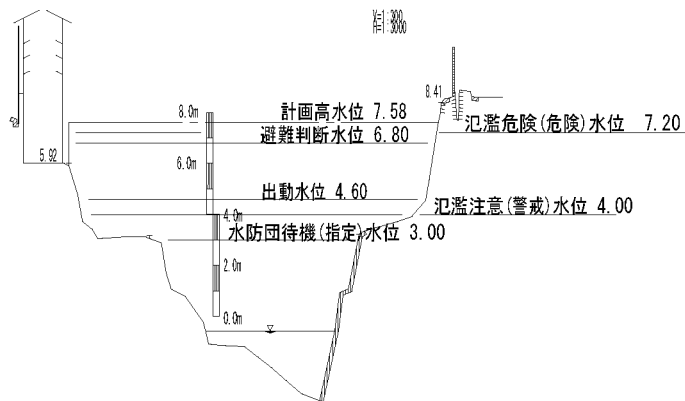 8.41
8.0m
計画高水位 7.58
氾濫危険(危険)水位 7.20
避難判断水位 6.80
5.92
6.0m
出動水位 4.60
氾濫注意(警戒)水位 4.00
4.0m
水防団待機(指定)水位 3.00
2.0m
0.0m